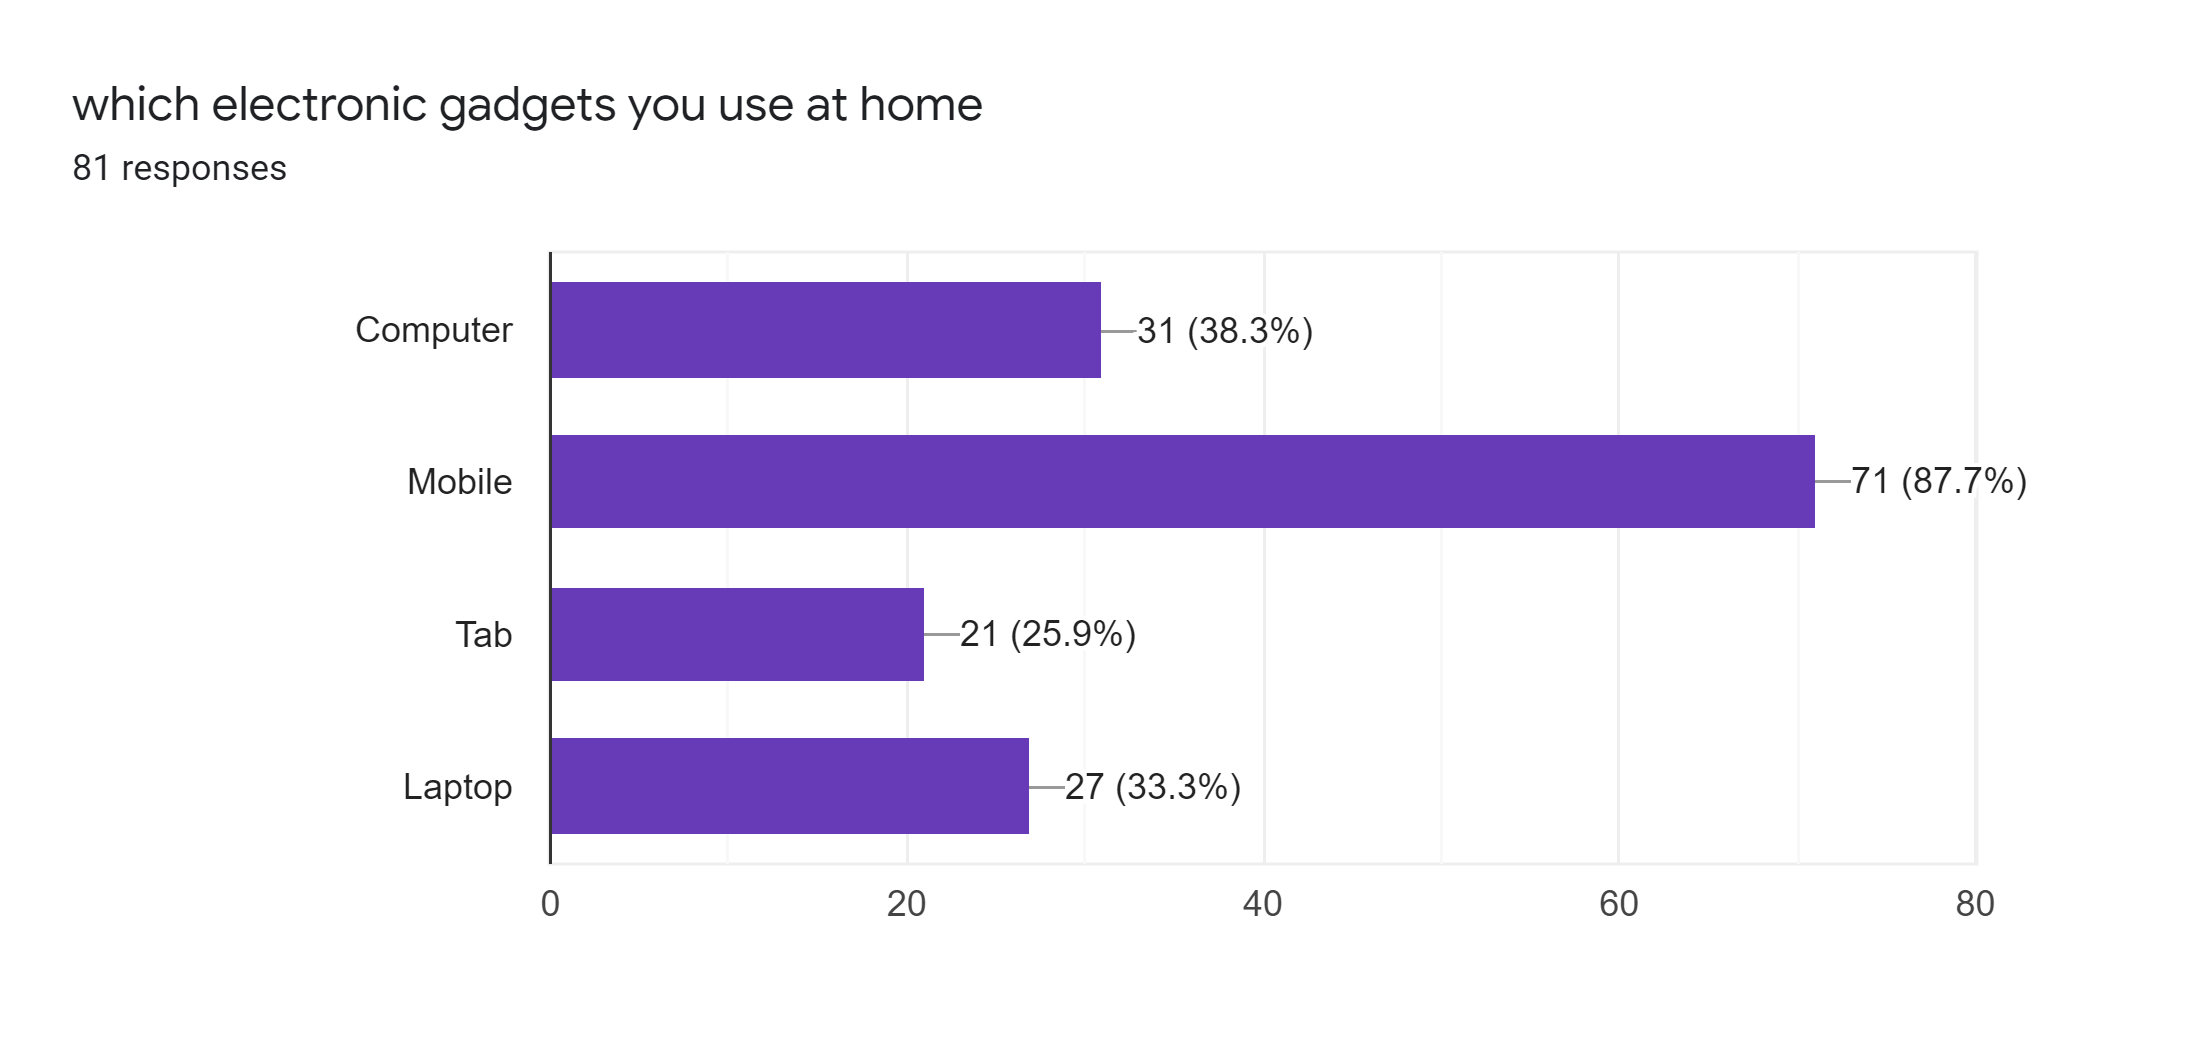 which electronic gadgets you use at home
81 responses
Computer
31 (38.3%)
Mobile
71 (87.7%)
Tab
21 (25.9%)
Laptop
27 (33.3%)
0 20 40 60 80